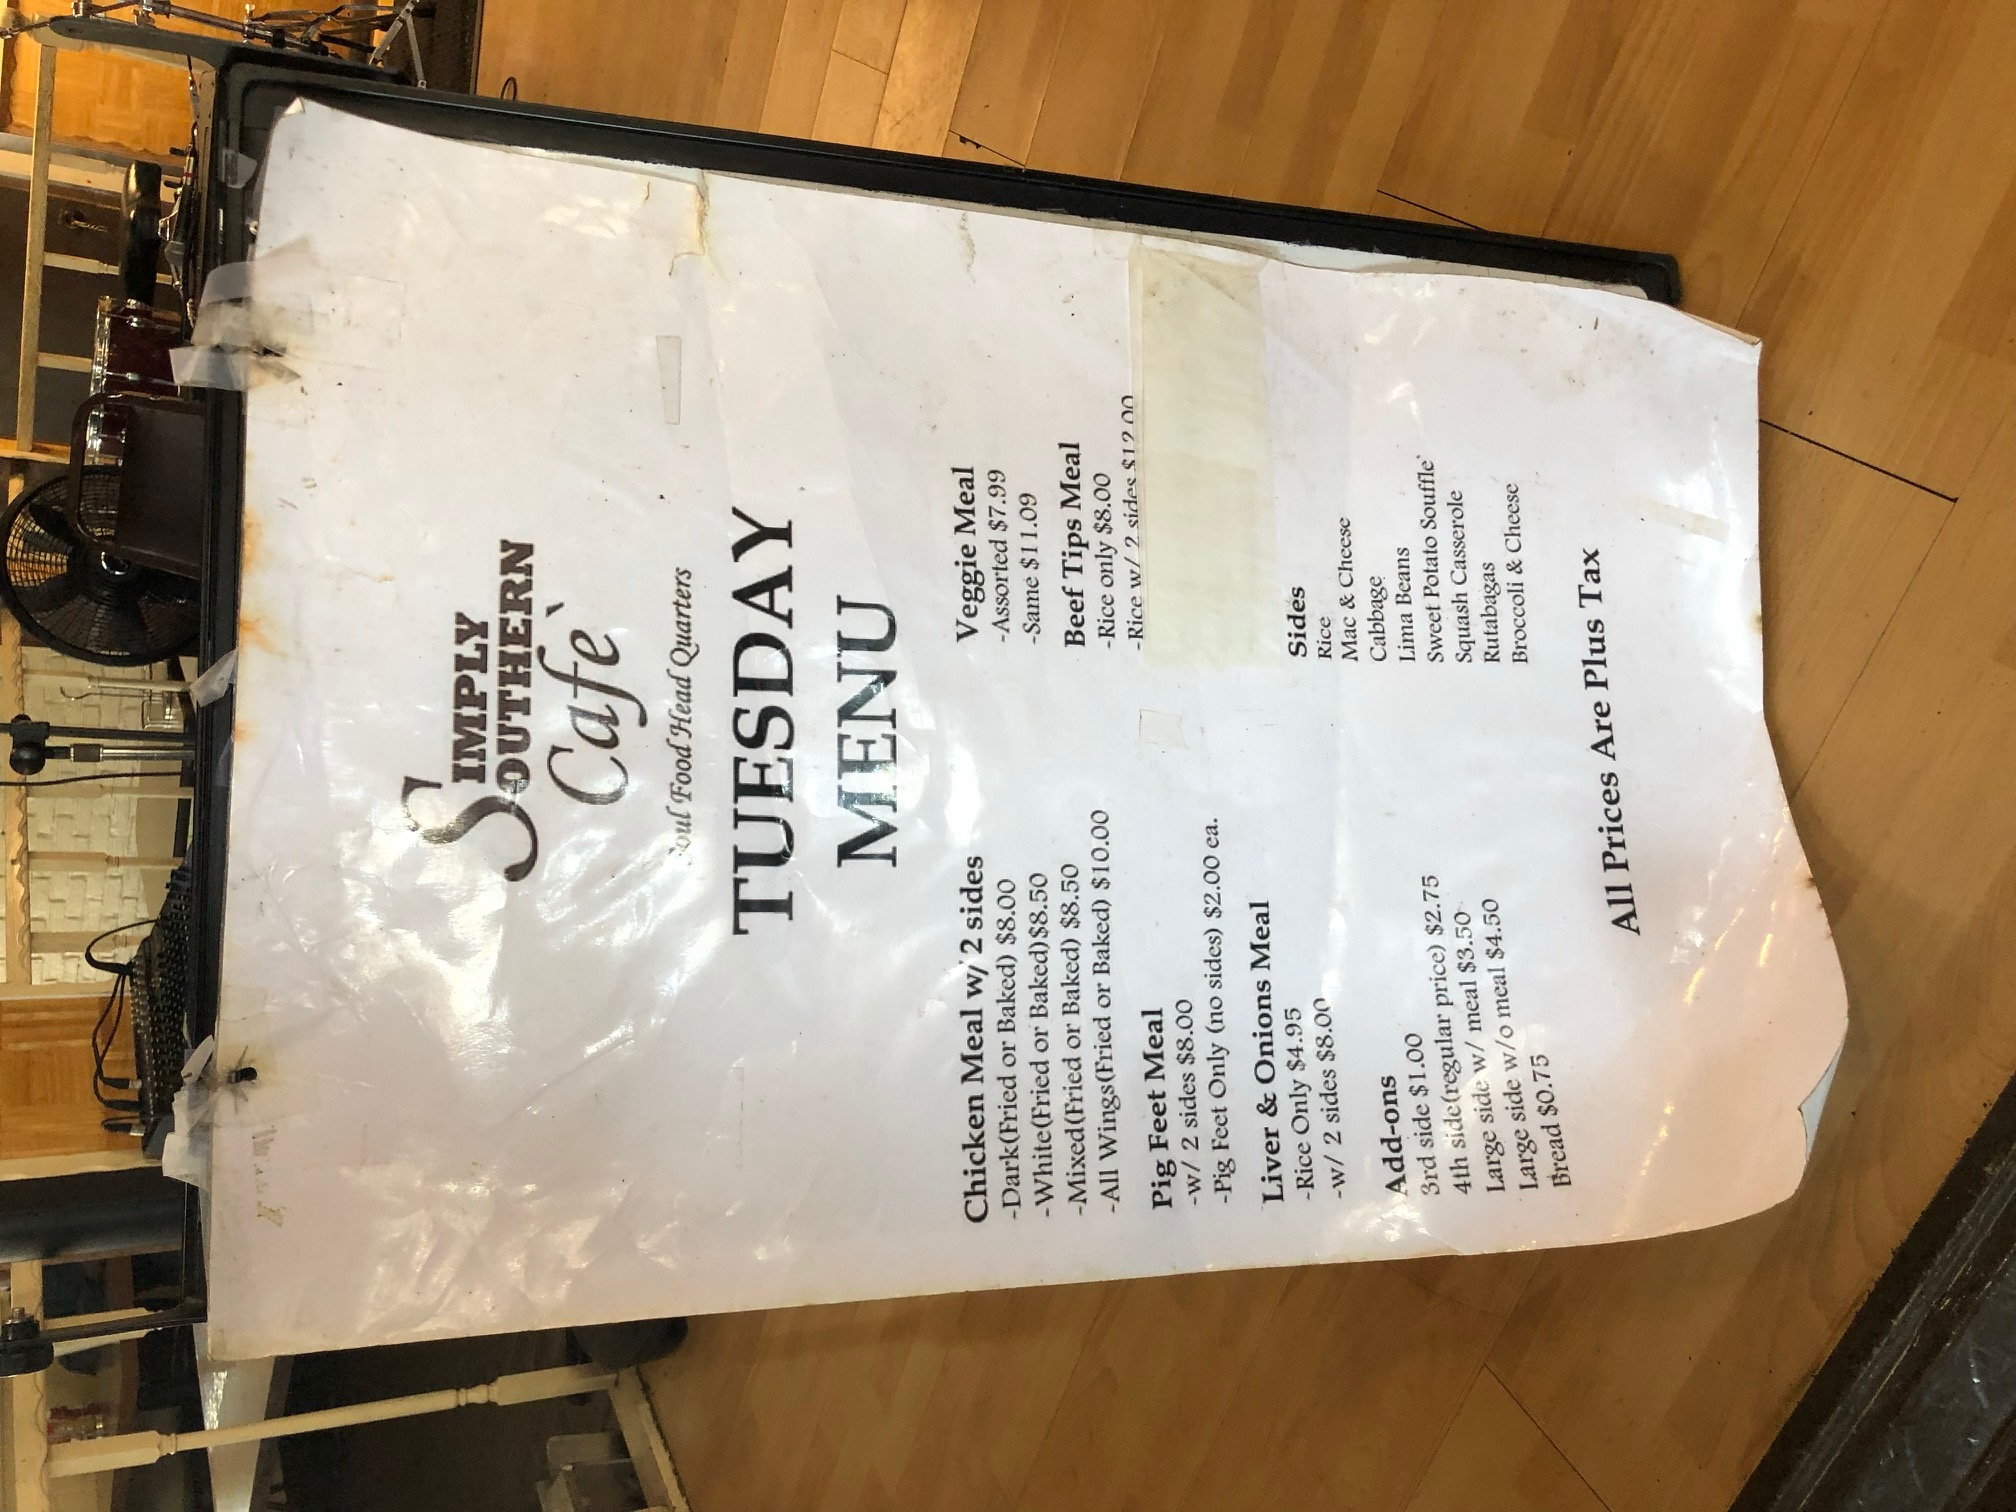 SIMPLY
SOUTHERN
Cafe`
Soul Food Head Quarters
TUESDAY
MENU
Chicken Meal w/ 2 sides
-Dark(Fried or Baked) $8.00
-White(Fried or Baked)$8.50
-Mixed(Fried or Baked) $8.50
-All Wings(Fried or Baked) $10.00
Pig Feet Meal
-w/ 2 sides $8.00
-Pig Feet Only (no sides) $2.00 ea.
Liver & Onions Meal
-Rice Only $4.95
-w/ 2 sides $8.00
Add-ons
3rd side $1.00
4th side(regular price) $2.75
Large side w/ meal $3.50
Large side w/o meal $4.50
Bread $0.75
Veggie Meal
-Assorted $7.99
-Same $11.09
Beef Tips Meal
-Rice only $8.00
-Rice w/ 2 sides $12.00
Sides
Rice
Mac & Cheese
Cabbage
Lima Beans
Sweet Potato Souffle`
Squash Casserole
Rutabagas
Broccoli & Cheese
All Prices Are Plus Tax